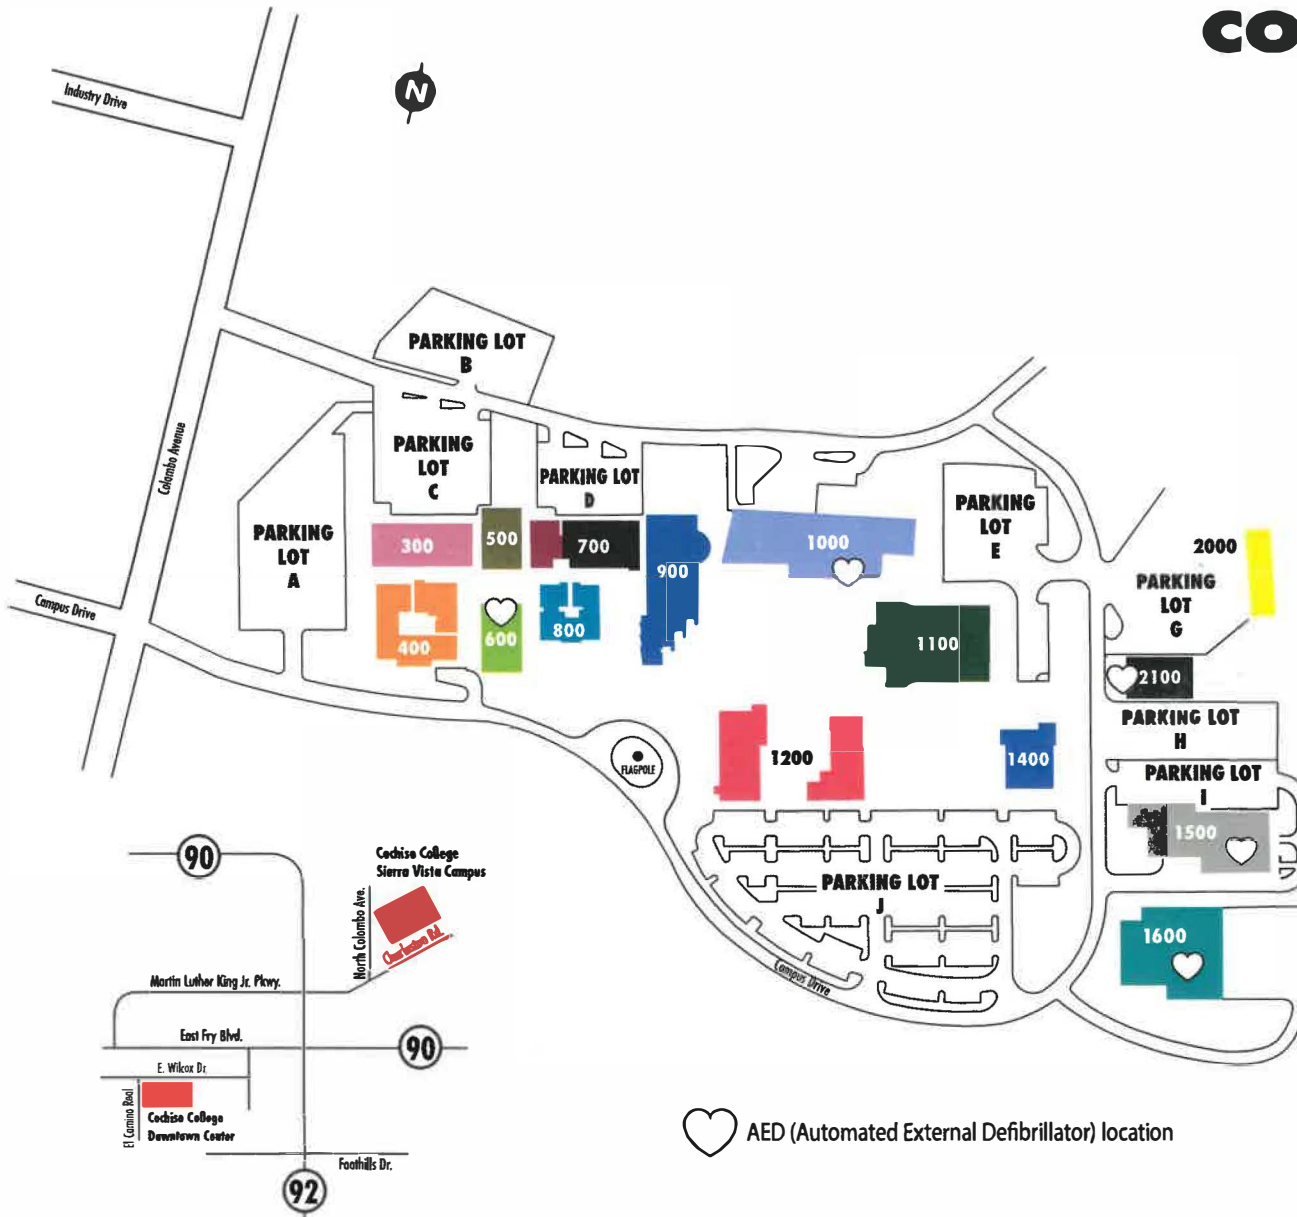 CO
N
Industry Drive
Colombo Avenue
Campus Drive
PARKING LOT
B
PARKING
LOT
C
PARKING LOT
D
PARKING
LOT
A
PARKING
LOT
E
300
500
700
900
1000
2000
PARKING
LOT
G
400
600
800
1100
2100
PARKING LOT
H
PARKING LOT
I
FLAGPOLE
1200
1400
1500
PARKING LOT
J
1600
Campus Drive
90
Cochise College
Sierra Vista Campus
North Colombo Ave.
Charleston Rd.
Martin Luther King Jr. Pkwy.
East Fry Blvd.
90
E. Wilcox Dr.
El Camino Real
Cochise College
Downtown Center
Foothills Dr.
92
AED (Automated External Defibrillator) location